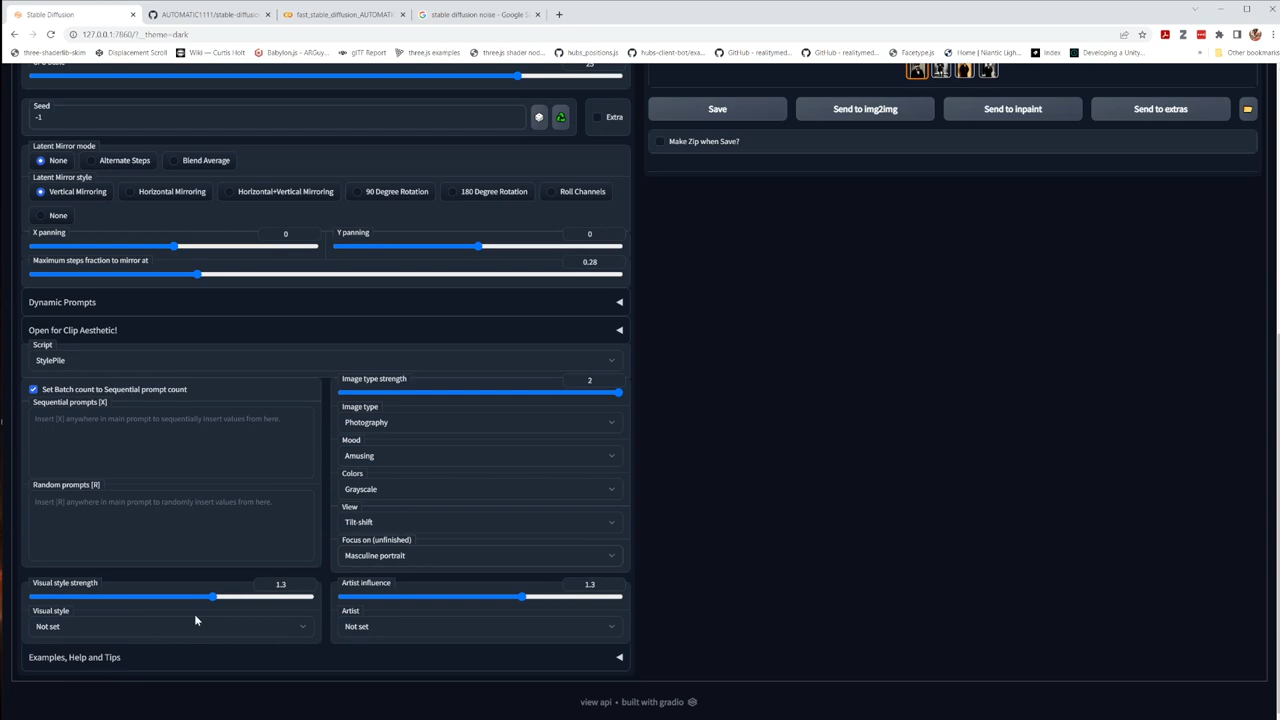 Stable Diffusion
AUTOMATIC1111/stable-diffusio
fast_stable_diffusion_AUTOMATI
stable diffusion noise - Google S
127.0.0.1:7860/?_theme=dark
three-shaderlib-skim
Displacement Scroll
Wiki — Curtis Holt
Babylon.js – ARGuy...
glTF Report
three.js examples
three.js shader nod...
hubs_positions.js
hubs-client-bot/exa...
GitHub - realitymed...
GitHub - realitymed...
Facetype.js
Home | Niantic Ligh...
Index
Developing a Unity...
Other bookmarks
Seed
-1
Extra
Save
Send to img2img
Send to inpaint
Send to extras
Make Zip when Save?
Latent Mirror mode
None
Alternate Steps
Blend Average
Latent Mirror style
Vertical Mirroring
Horizontal Mirroring
Horizontal+Vertical Mirroring
90 Degree Rotation
180 Degree Rotation
Roll Channels
None
X panning
0
Y panning
0
Maximum steps fraction to mirror at
0.28
Dynamic Prompts
Open for Clip Aesthetic!
Script
StylePile
Set Batch count to Sequential prompt count
Sequential prompts [X]
Insert [X] anywhere in main prompt to sequentially insert values from here.
Random prompts [R]
Insert [R] anywhere in main prompt to randomly insert values from here.
Image type strength
2
Image type
Photography
Mood
Amusing
Colors
Grayscale
View
Tilt-shift
Focus on (unfinished)
Masculine portrait
Visual style strength
1.3
Visual style
Not set
Artist influence
1.3
Artist
Not set
Examples, Help and Tips
view api • built with gradio